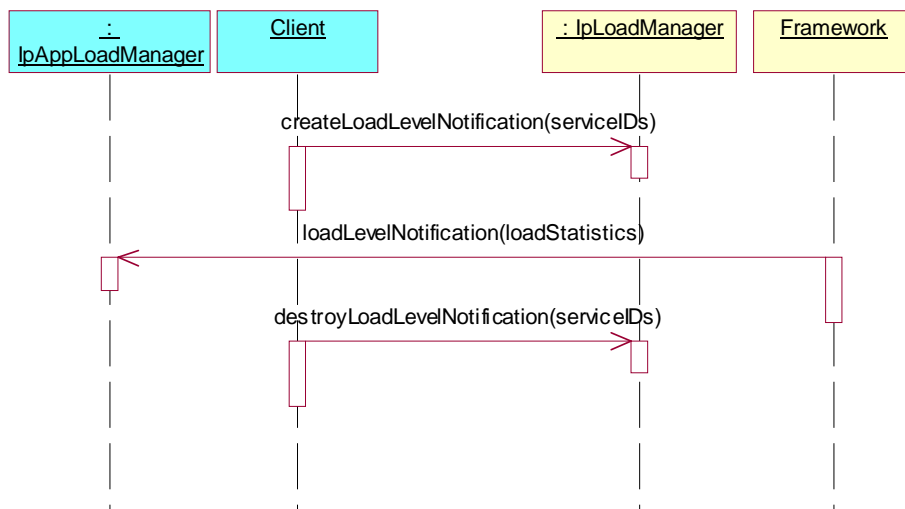 :
IpAppLoadManager
Client
: IpLoadManager
Framework
createLoadLevelNotification(serviceIDs)
loadLevelNotification(loadStatistics)
destroyLoadLevelNotification(serviceIDs)